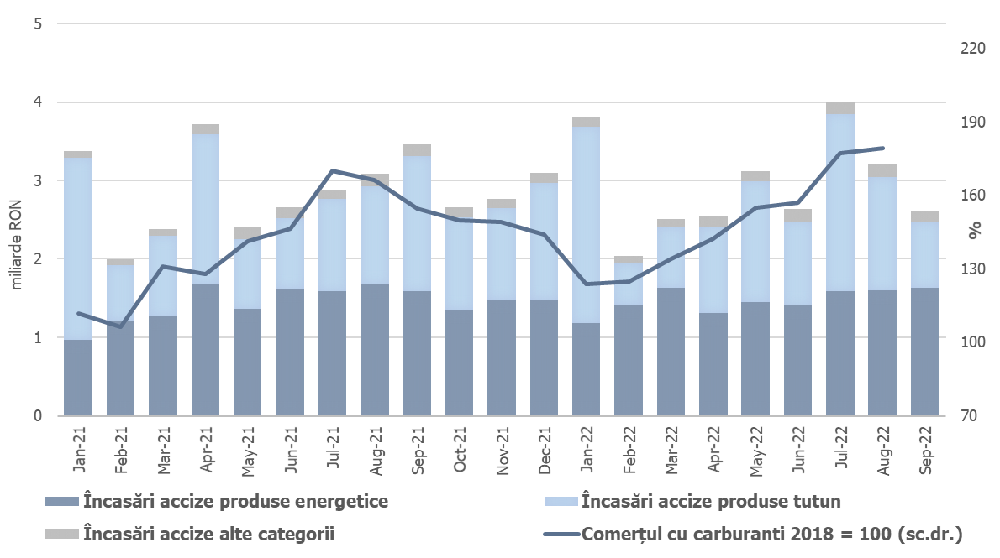 5
4
3
2
1
0
miliarde RON
220
190
160
130
100
70
%
Jan-21
Feb-21
Mar-21
Apr-21
May-21
Jun-21
Jul-21
Aug-21
Sep-21
Oct-21
Nov-21
Dec-21
Jan-22
Feb-22
Mar-22
Apr-22
May-22
Jun-22
Jul-22
Aug-22
Sep-22
Încasări accize produse energetice
Încasări accize produse tutun
Încasări accize alte categorii
Comerțul cu carburanti 2018 = 100 (sc.dr.)